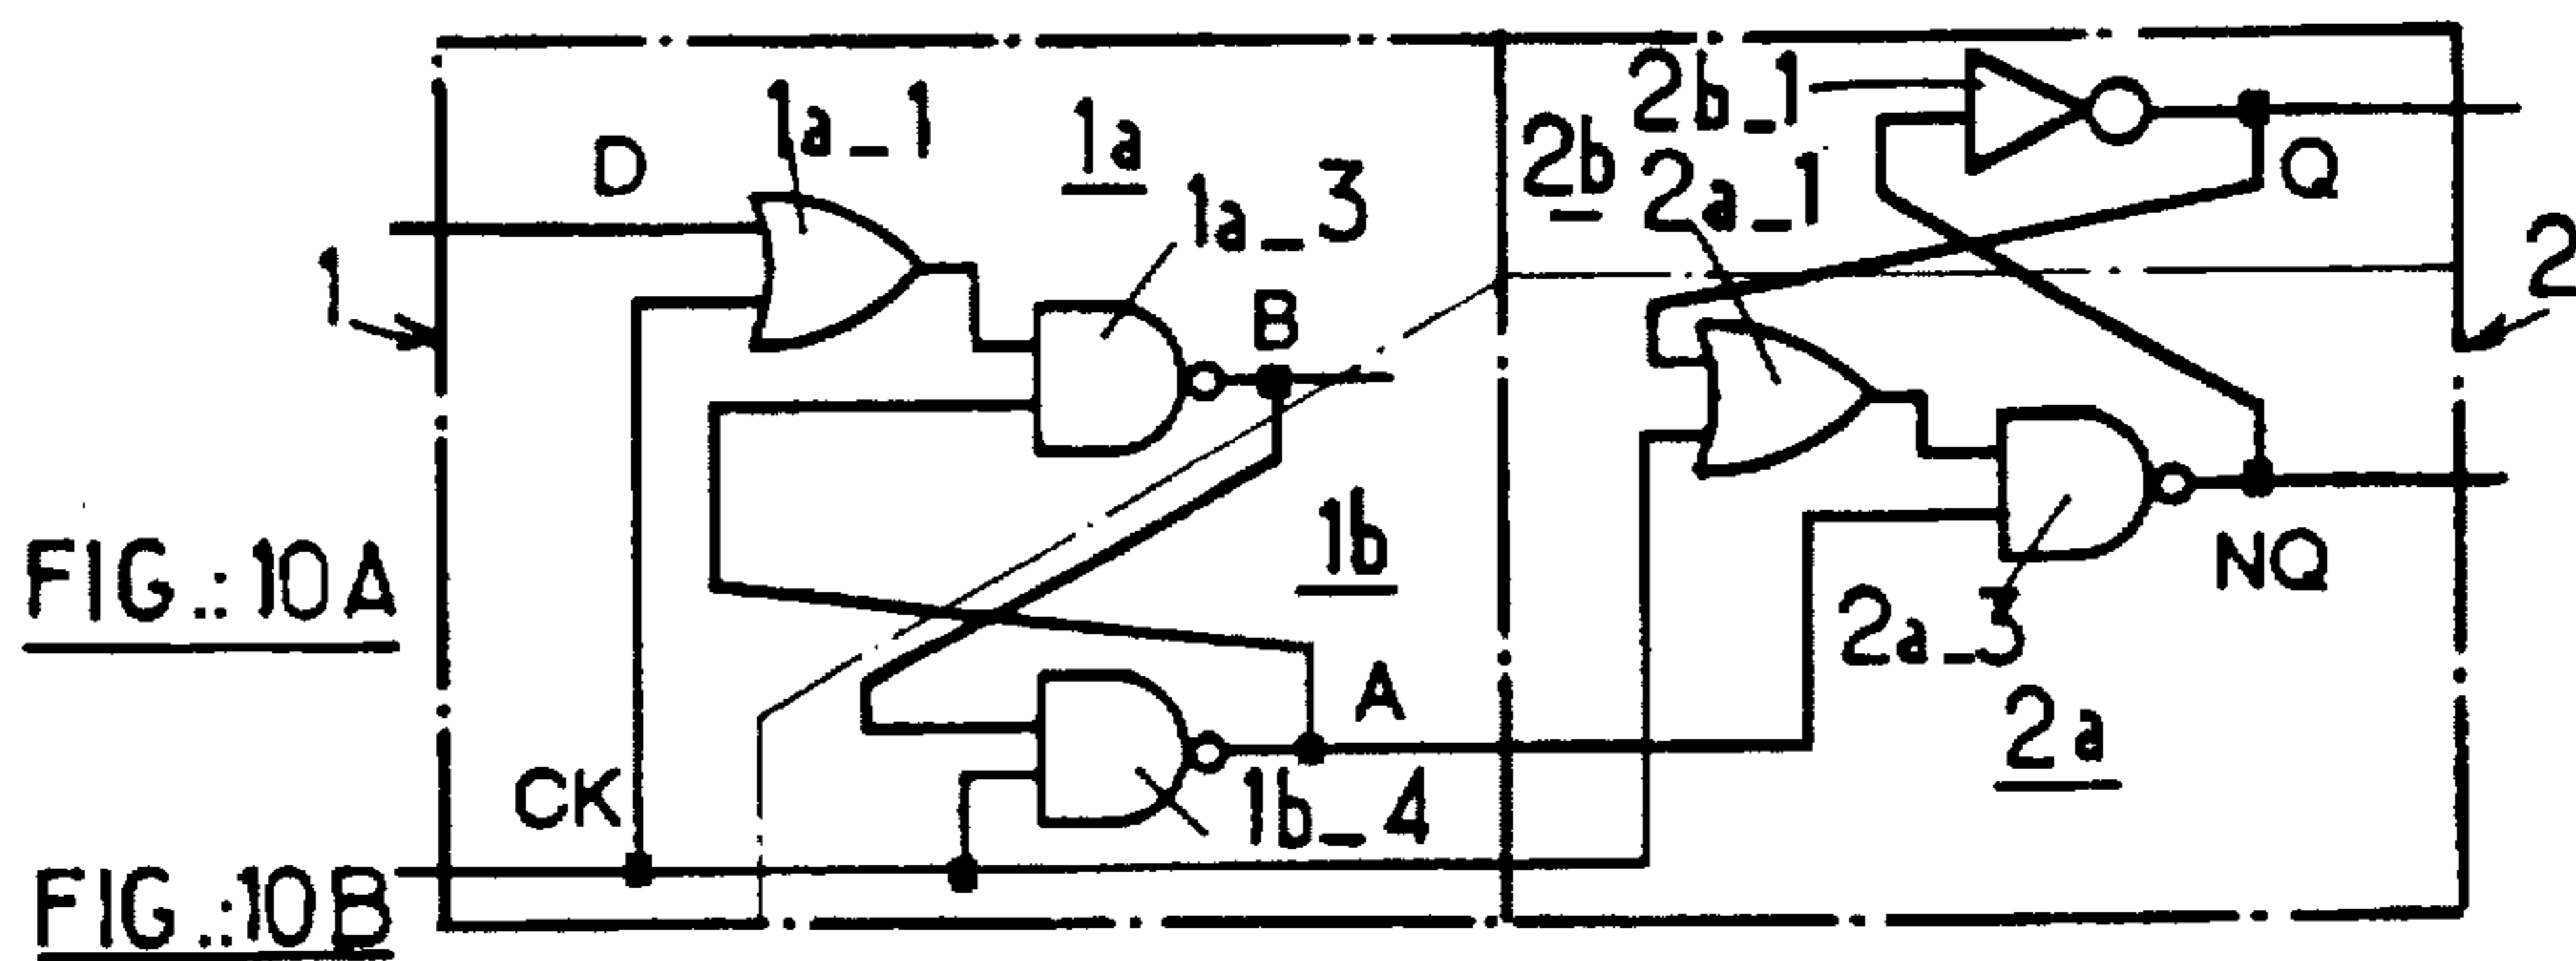 1a_1
1a
2b_1
D
1a_3
2b
2a_1
Q
1
B
2
1b
FIG.:10A
NQ
2a_3
A
2a
CK
1b_4
FIG.:10B